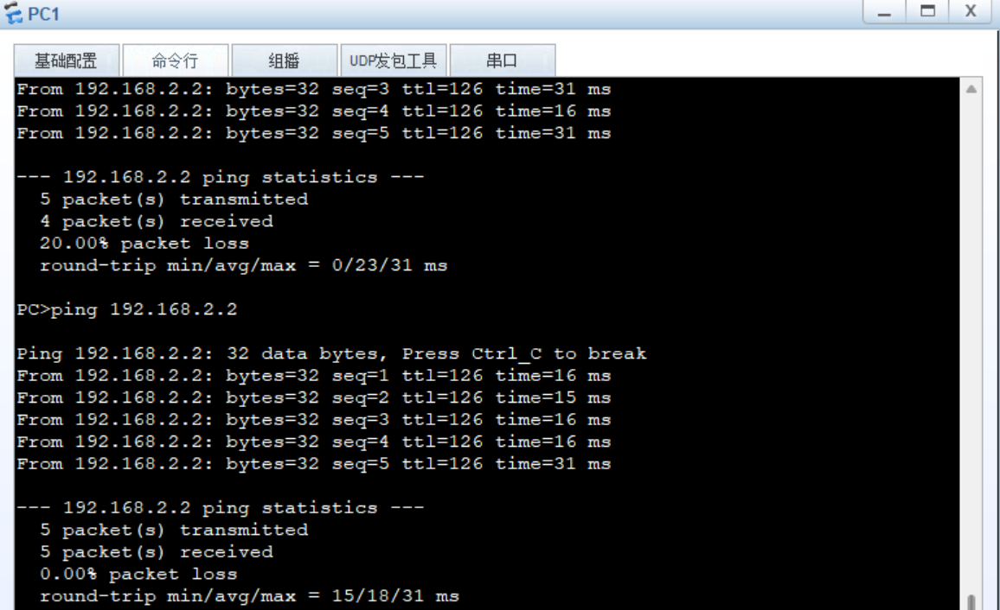 PC1
基础配置 命令行 组播 UDP发包工具 串口
From 192.168.2.2: bytes=32 seq=3 ttl=126 time=31 ms
From 192.168.2.2: bytes=32 seq=4 ttl=126 time=16 ms
From 192.168.2.2: bytes=32 seq=5 ttl=126 time=31 ms
--- 192.168.2.2 ping statistics ---
5 packet(s) transmitted
4 packet(s) received
20.00% packet loss
round-trip min/avg/max = 0/23/31 ms
PC>ping 192.168.2.2
Ping 192.168.2.2: 32 data bytes, Press Ctrl_C to break
From 192.168.2.2: bytes=32 seq=1 ttl=126 time=16 ms
From 192.168.2.2: bytes=32 seq=2 ttl=126 time=15 ms
From 192.168.2.2: bytes=32 seq=3 ttl=126 time=16 ms
From 192.168.2.2: bytes=32 seq=4 ttl=126 time=16 ms
From 192.168.2.2: bytes=32 seq=5 ttl=126 time=31 ms
--- 192.168.2.2 ping statistics ---
5 packet(s) transmitted
5 packet(s) received
0.00% packet loss
round-trip min/avg/max = 15/18/31 ms